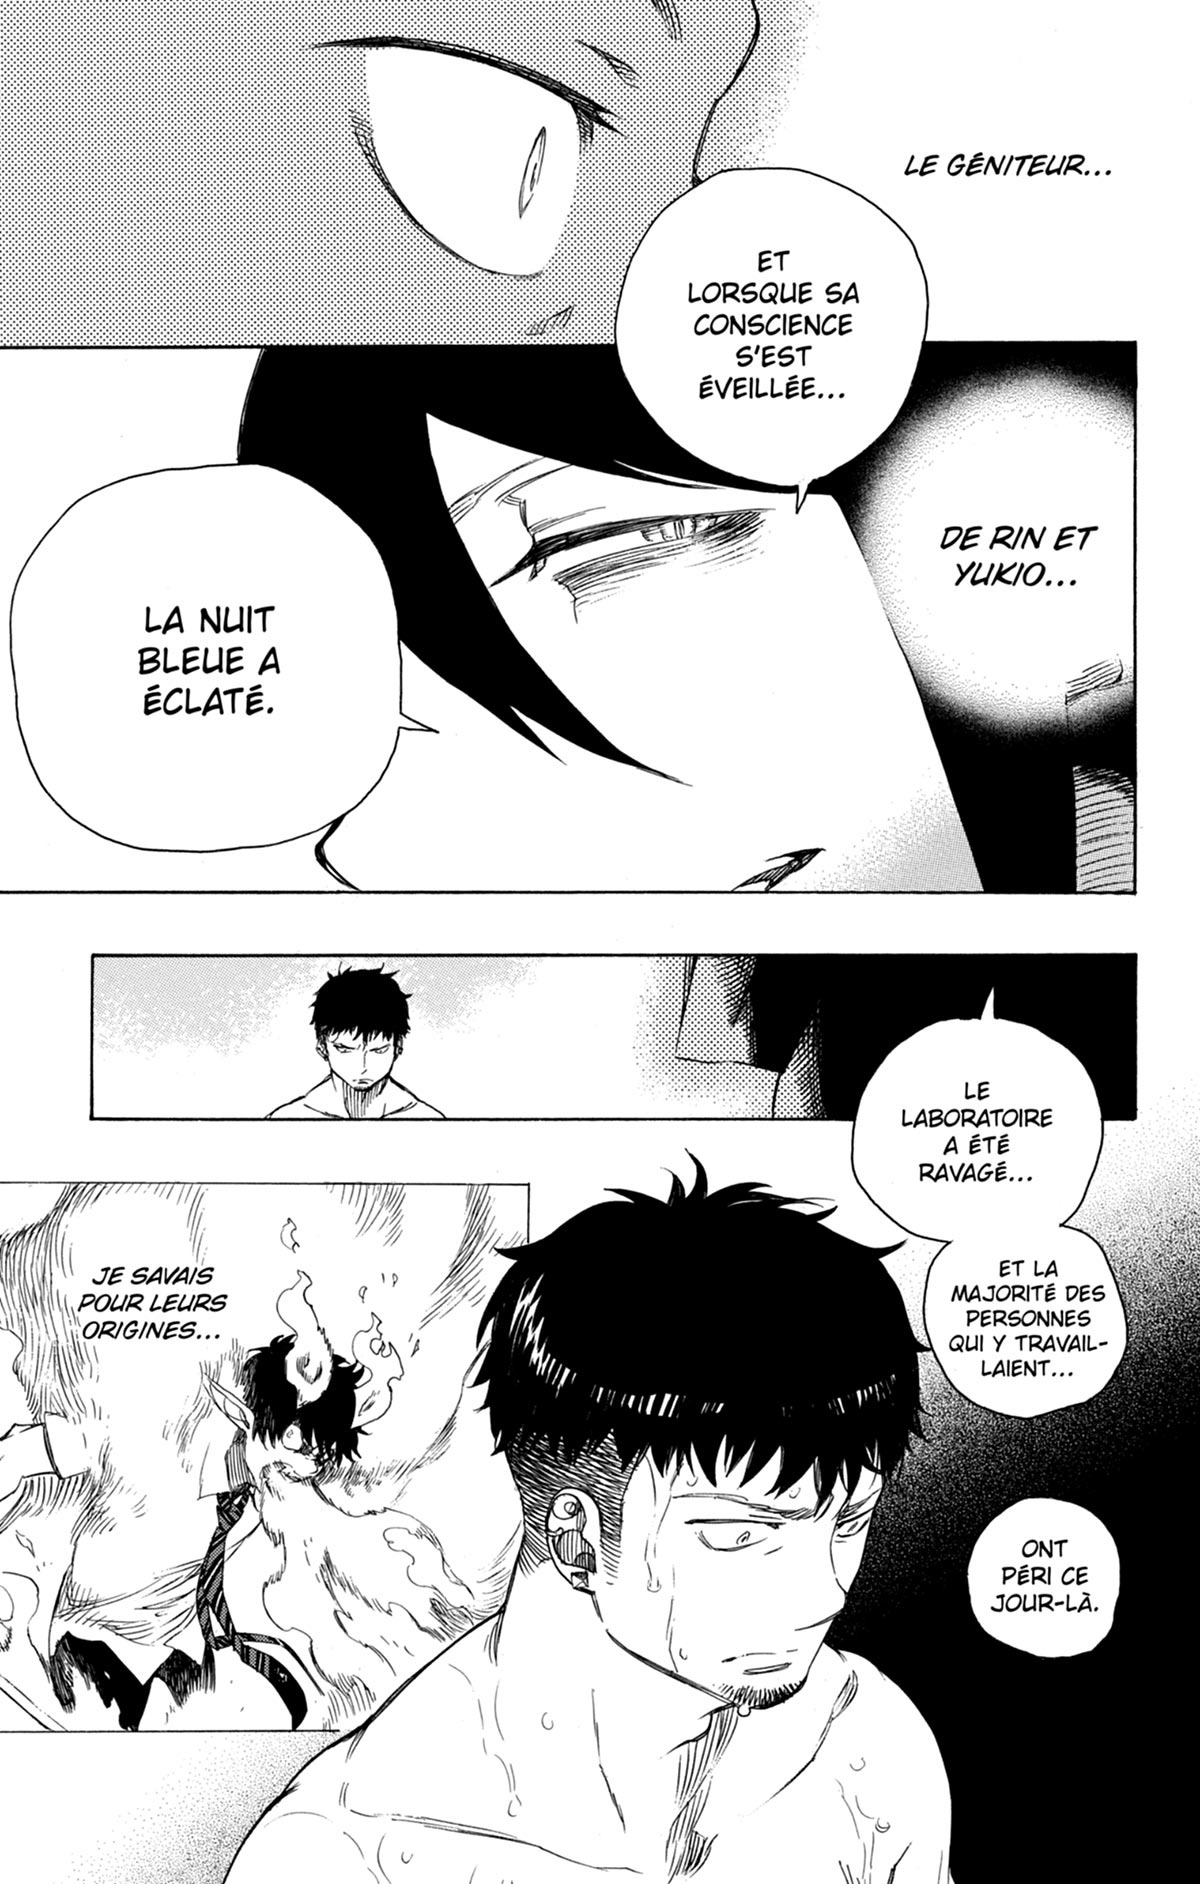 LE GÉNITEUR...
ET
LORSQUE SA
CONSCIENCE
S'EST
ÉVEILLÉE...
DE RIN ET
YUKIO...
LA NUIT
BLEUE A
ÉCLATÉ.
LE
LABORATOIRE
A ÉTÉ
RAVAGÉ...
ET LA
MAJORITÉ DES
PERSONNES
QUI Y TRAVAIL-
LAIENT...
JE SAVAIS
POUR LEURS
ORIGINES...
ONT
PÉRI CE
JOUR-LÀ.